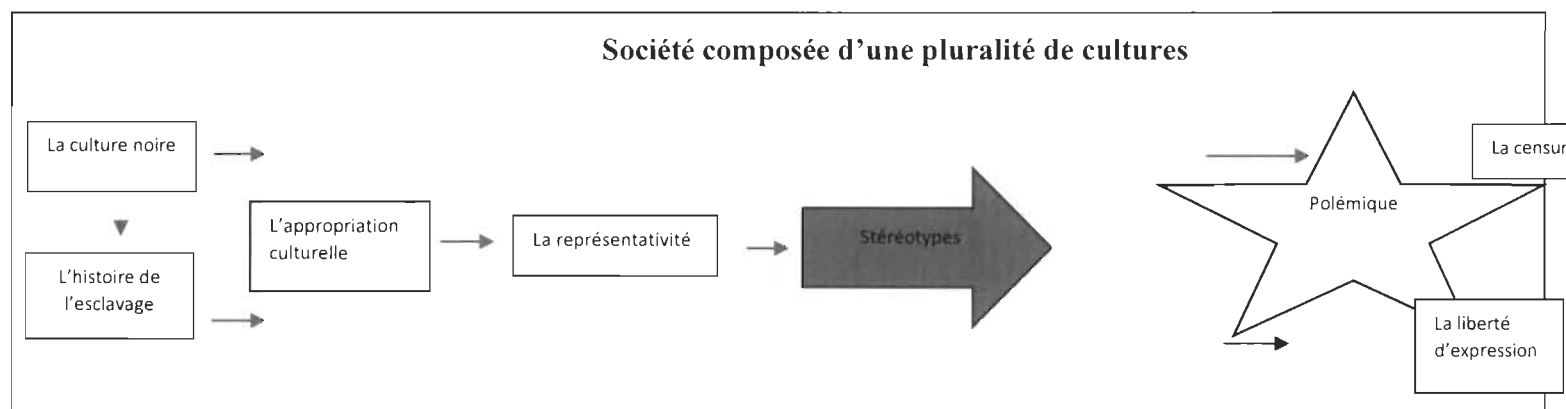 Société composée d'une pluralité de cultures
La culture noire
L'histoire de
l'esclavage
L'appropriation
culturelle
La représentativité
Stéréotypes
Polémique
La censur
La liberté
d'expression